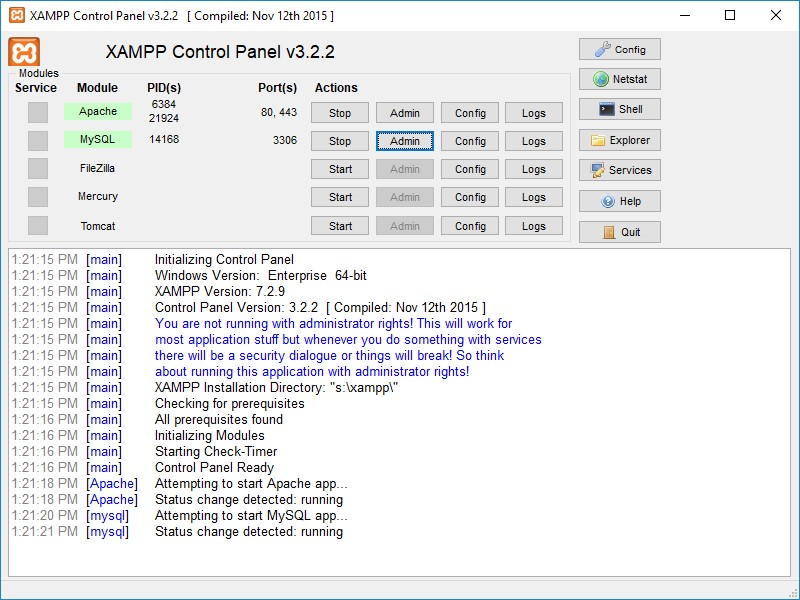 XAMPP Control Panel v3.2.2 [ Compiled: Nov 12th 2015 ]
XAMPP Control Panel v3.2.2
Modules
Service Module PID(s) Port(s) Actions
Apache 6384 21924 80, 443 Stop Admin Config Logs
MySQL 14168 3306 Stop Admin Config Logs
FileZilla Start Admin Config Logs
Mercury Start Admin Config Logs
Tomcat Start Admin Config Logs
Config
Netstat
Shell
Explorer
Services
Help
Quit
1:21:15 PM [main] Initializing Control Panel
1:21:15 PM [main] Windows Version: Enterprise 64-bit
1:21:15 PM [main] XAMPP Version: 7.2.9
1:21:15 PM [main] Control Panel Version: 3.2.2 [ Compiled: Nov 12th 2015 ]
1:21:15 PM [main] You are not running with administrator rights! This will work for
1:21:15 PM [main] most application stuff but whenever you do something with services
1:21:15 PM [main] there will be a security dialogue or things will break! So think
1:21:15 PM [main] about running this application with administrator rights!
1:21:15 PM [main] XAMPP Installation Directory: "s:\xampp\"
1:21:15 PM [main] Checking for prerequisites
1:21:16 PM [main] All prerequisites found
1:21:16 PM [main] Initializing Modules
1:21:16 PM [main] Starting Check-Timer
1:21:16 PM [main] Control Panel Ready
1:21:18 PM [Apache] Attempting to start Apache app...
1:21:18 PM [Apache] Status change detected: running
1:21:20 PM [mysql] Attempting to start MySQL app...
1:21:21 PM [mysql] Status change detected: running